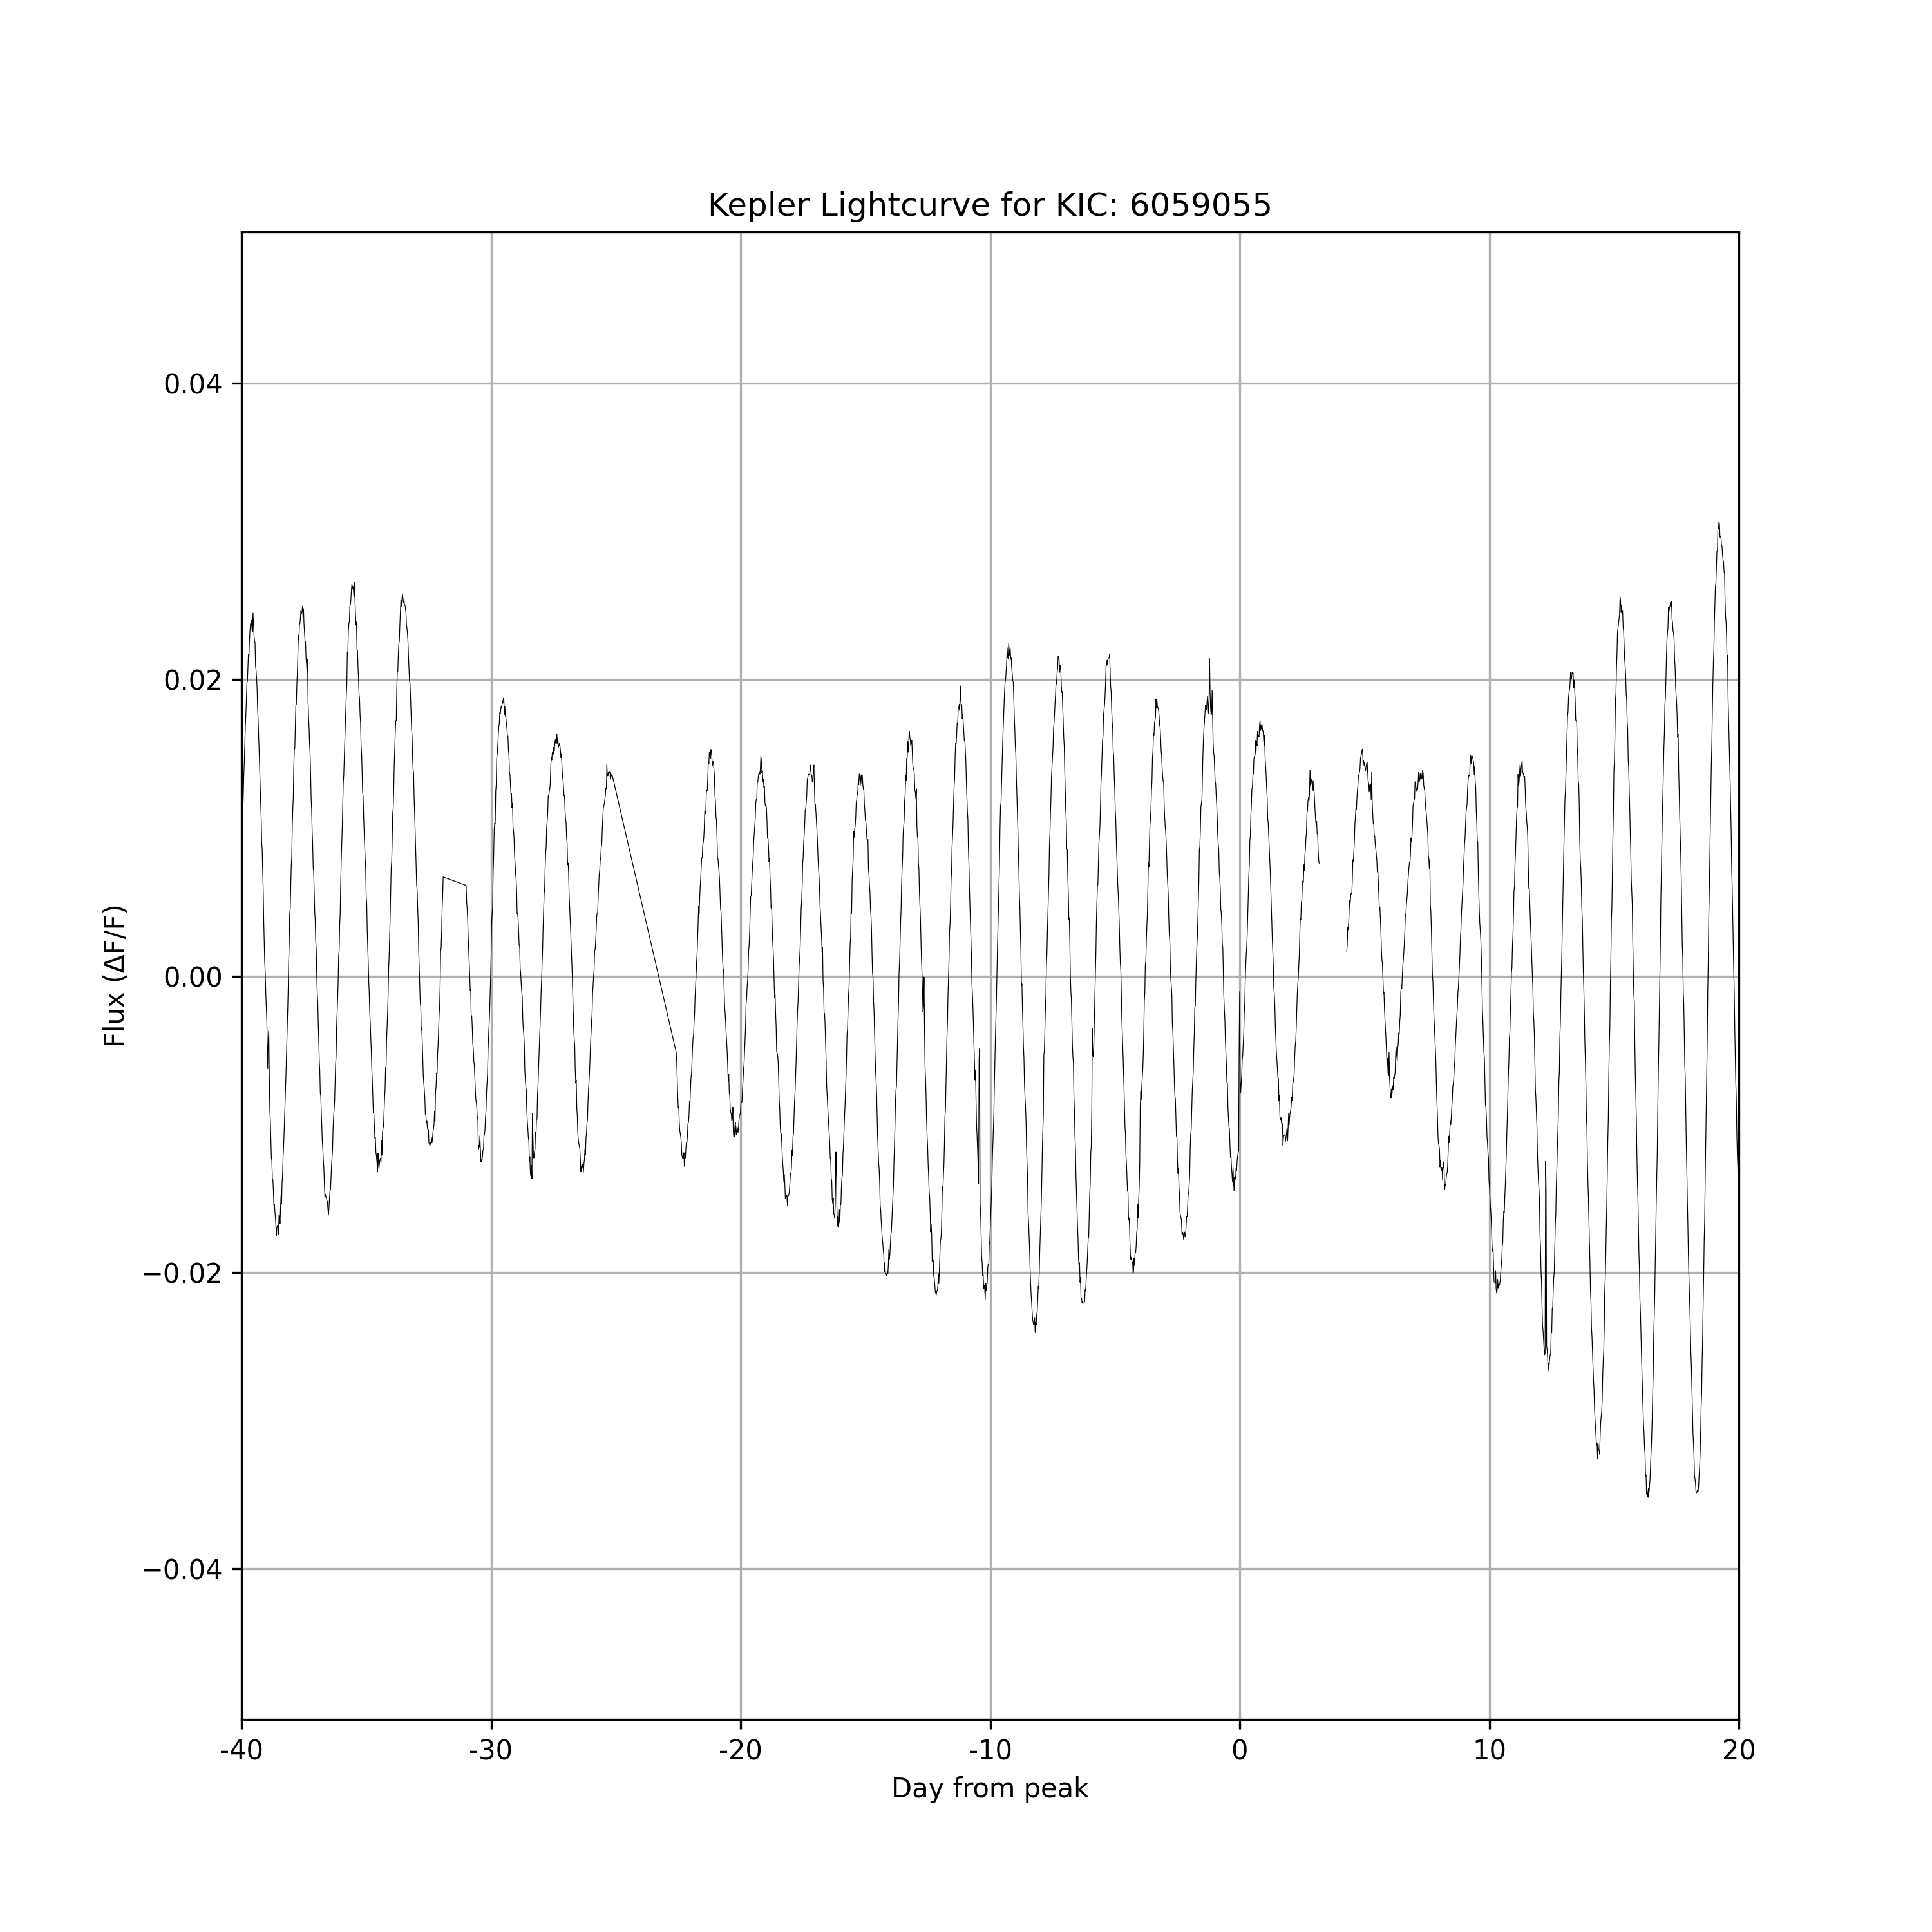 Kepler Lightcurve for KIC: 6059055
0.04
0.02
0.00
−0.02
−0.04
Flux (ΔF/F)
-40 -30 -20 -10 0 10 20
Day from peak